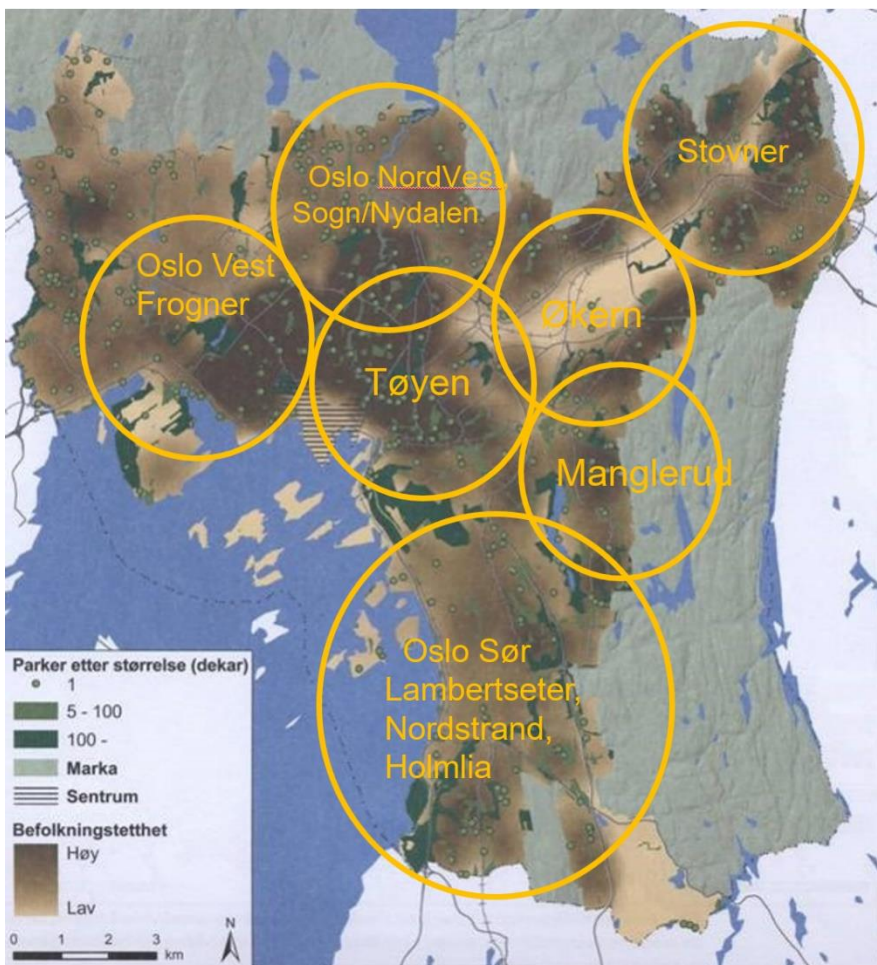 Stovner
Oslo NordVest,
Sogn/Nydalen
Oslo Vest
Frogner
Økern
Tøyen
Manglerud
Oslo Sør
Lambertseter,
Nordstrand,
Holmlia
Parker etter størrelse (dekar)
1
5 - 100
100 -
Marka
Sentrum
Befolkningstetthet
Høy
Lav
N
0 1 2 3
km